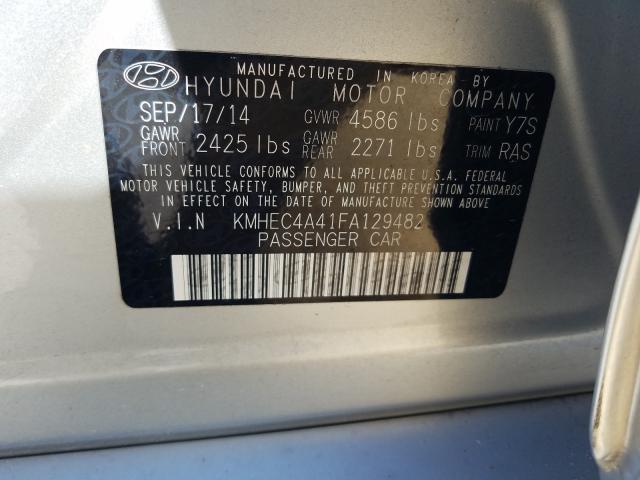 MANUFACTURED IN KOREA BY
HYUNDAI MOTOR COMPANY
SEP/17/14 GVWR 4586 lbs PAINT Y7S
GAWR FRONT 2425 lbs GAWR REAR 2271 lbs TRIM RAS
THIS VEHICLE CONFORMS TO ALL APPLICABLE U.S.A. FEDERAL
MOTOR VEHICLE SAFETY, BUMPER, AND THEFT PREVENTION STANDARDS
IN EFFECT ON THE DATE OF MANUFACTURE SHOWN ABOVE
V.I.N KMHEC4A41FA129482
PASSENGER CAR